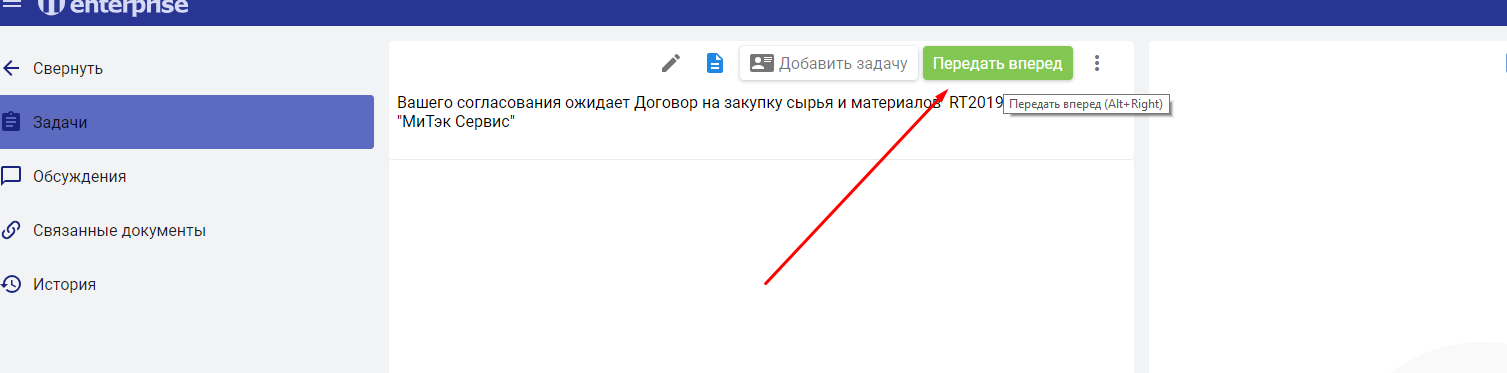 enterprise
Свернуть
Задачи
Обсуждения
Связанные документы
История
Добавить задачу
Передать вперед
Вашего согласования ожидает Договор на закупку сырья и материалов RT2019
"МиТэк Сервис"
Передать вперед (Alt+Right)